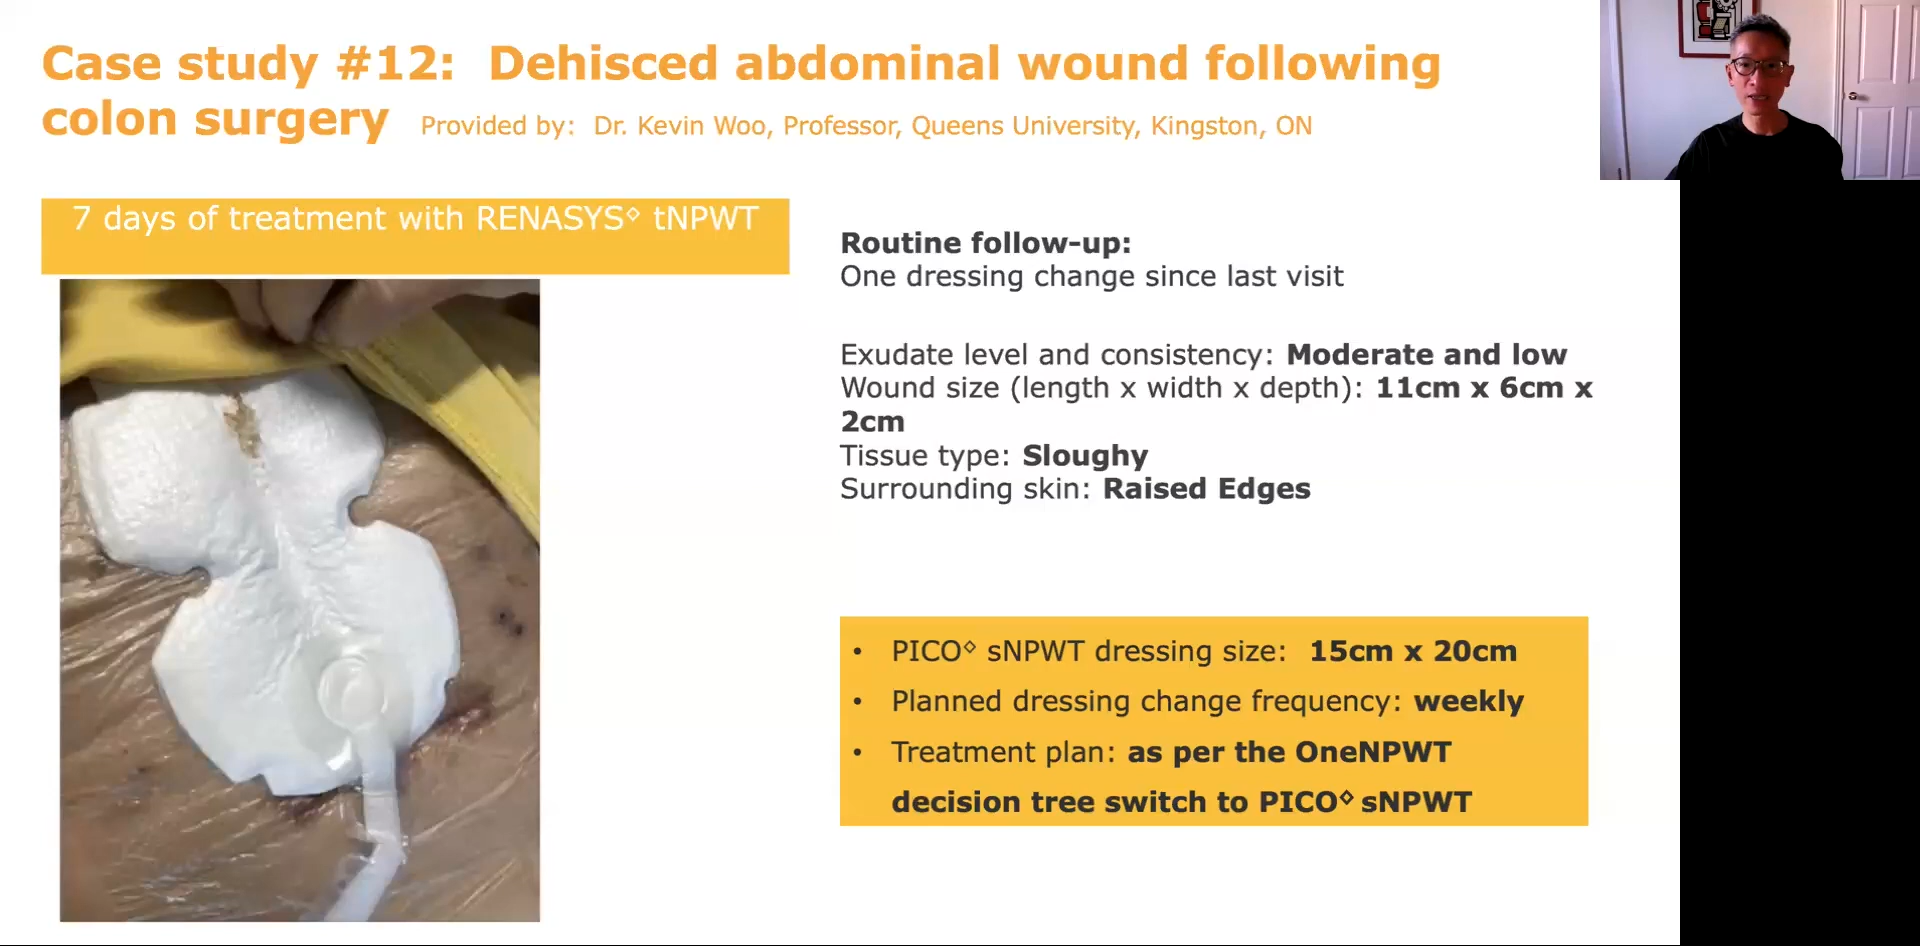 Case study #12: Dehisced abdominal wound following
colon surgery Provided by: Dr. Kevin Woo, Professor, Queens University, Kingston, ON
7 days of treatment with RENASYS◊ tNPWT
Routine follow-up:
One dressing change since last visit
Exudate level and consistency: Moderate and low
Wound size (length x width x depth): 11cm x 6cm x
2cm
Tissue type: Sloughy
Surrounding skin: Raised Edges
• PICO◊ sNPWT dressing size: 15cm x 20cm
• Planned dressing change frequency: weekly
• Treatment plan: as per the OneNPWT
decision tree switch to PICO◊ sNPWT